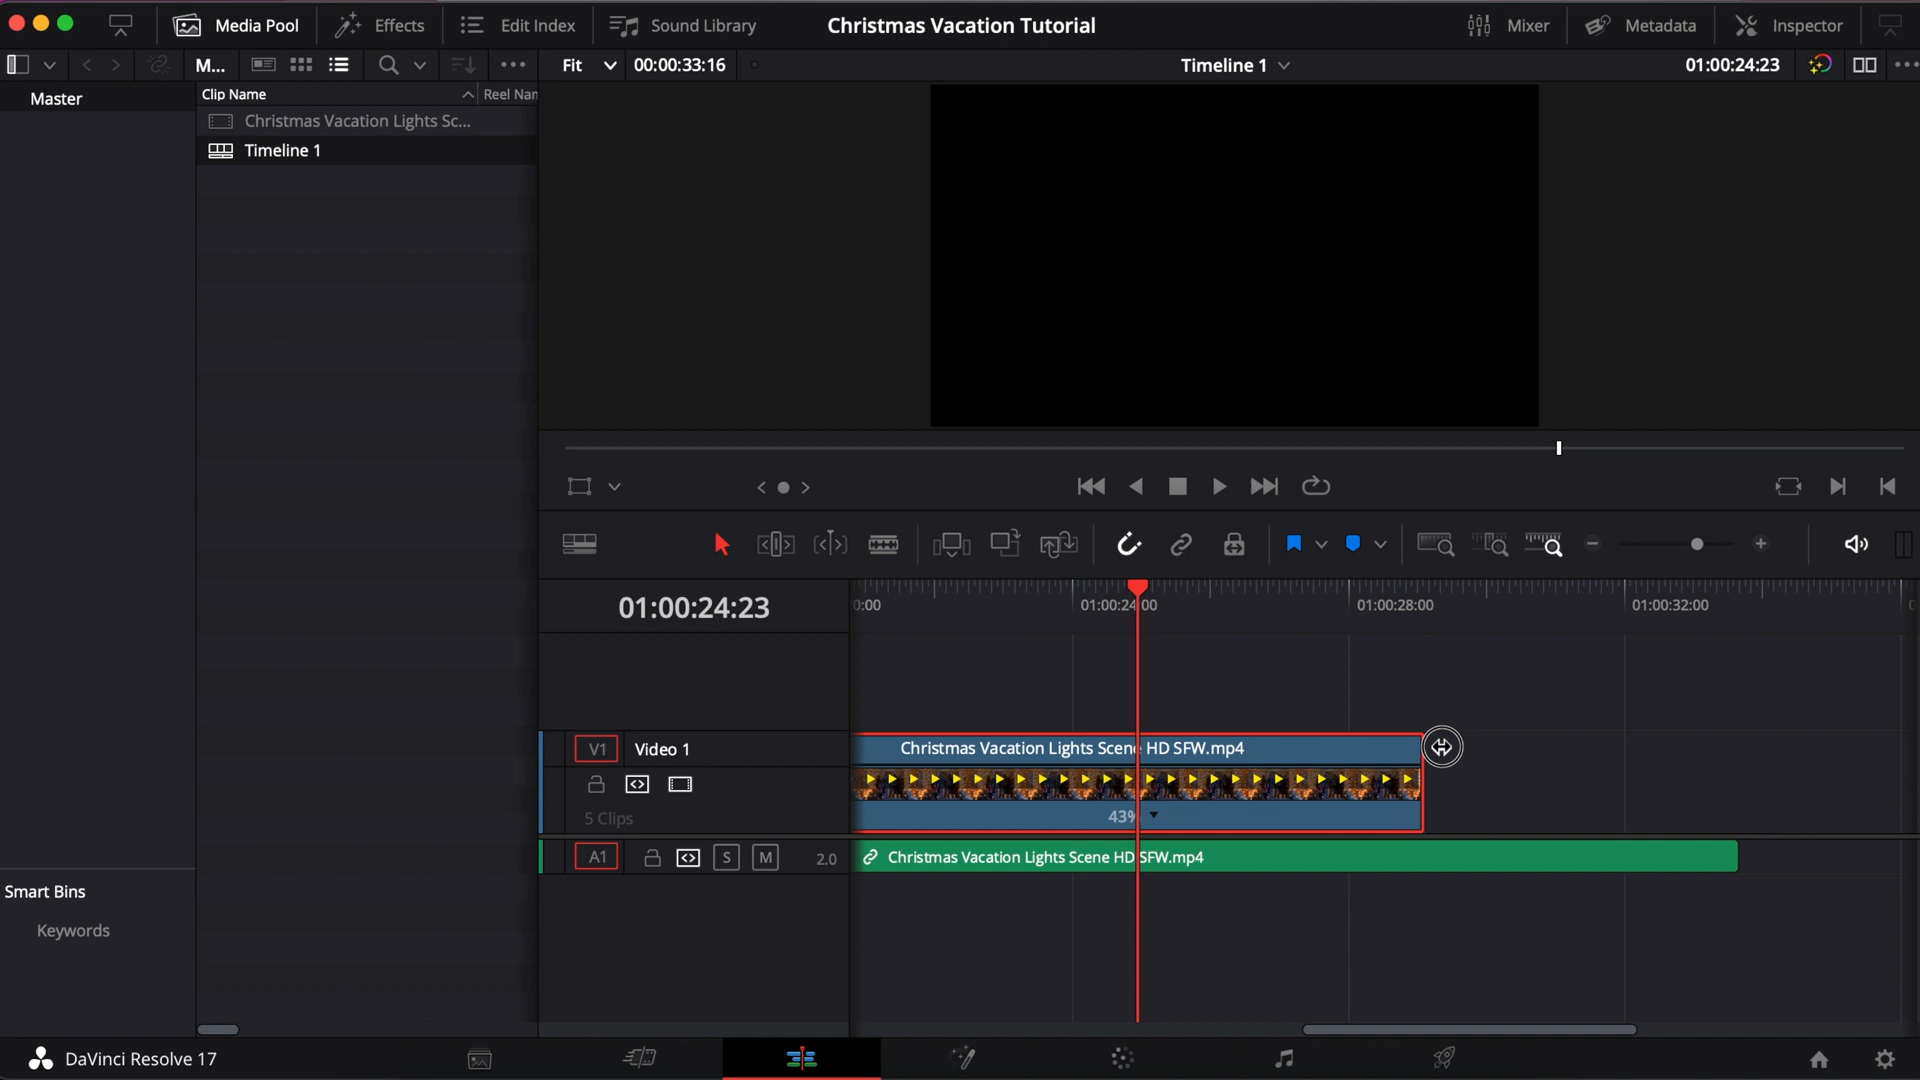 Media Pool
Effects
Edit Index
Sound Library
Christmas Vacation Tutorial
Mixer
Metadata
Inspector
M...
Fit
00:00:33:16
Timeline 1
01:00:24:23
Master
Clip Name
Reel Nar
Christmas Vacation Lights Sc...
Timeline 1
01:00:24:23
0:00
01:00:24:00
01:00:28:00
01:00:32:00
V1
Video 1
Christmas Vacation Lights Scene HD SFW.mp4
5 Clips
43%
A1
S
M
2.0
Christmas Vacation Lights Scene HD SFW.mp4
Smart Bins
Keywords
DaVinci Resolve 17